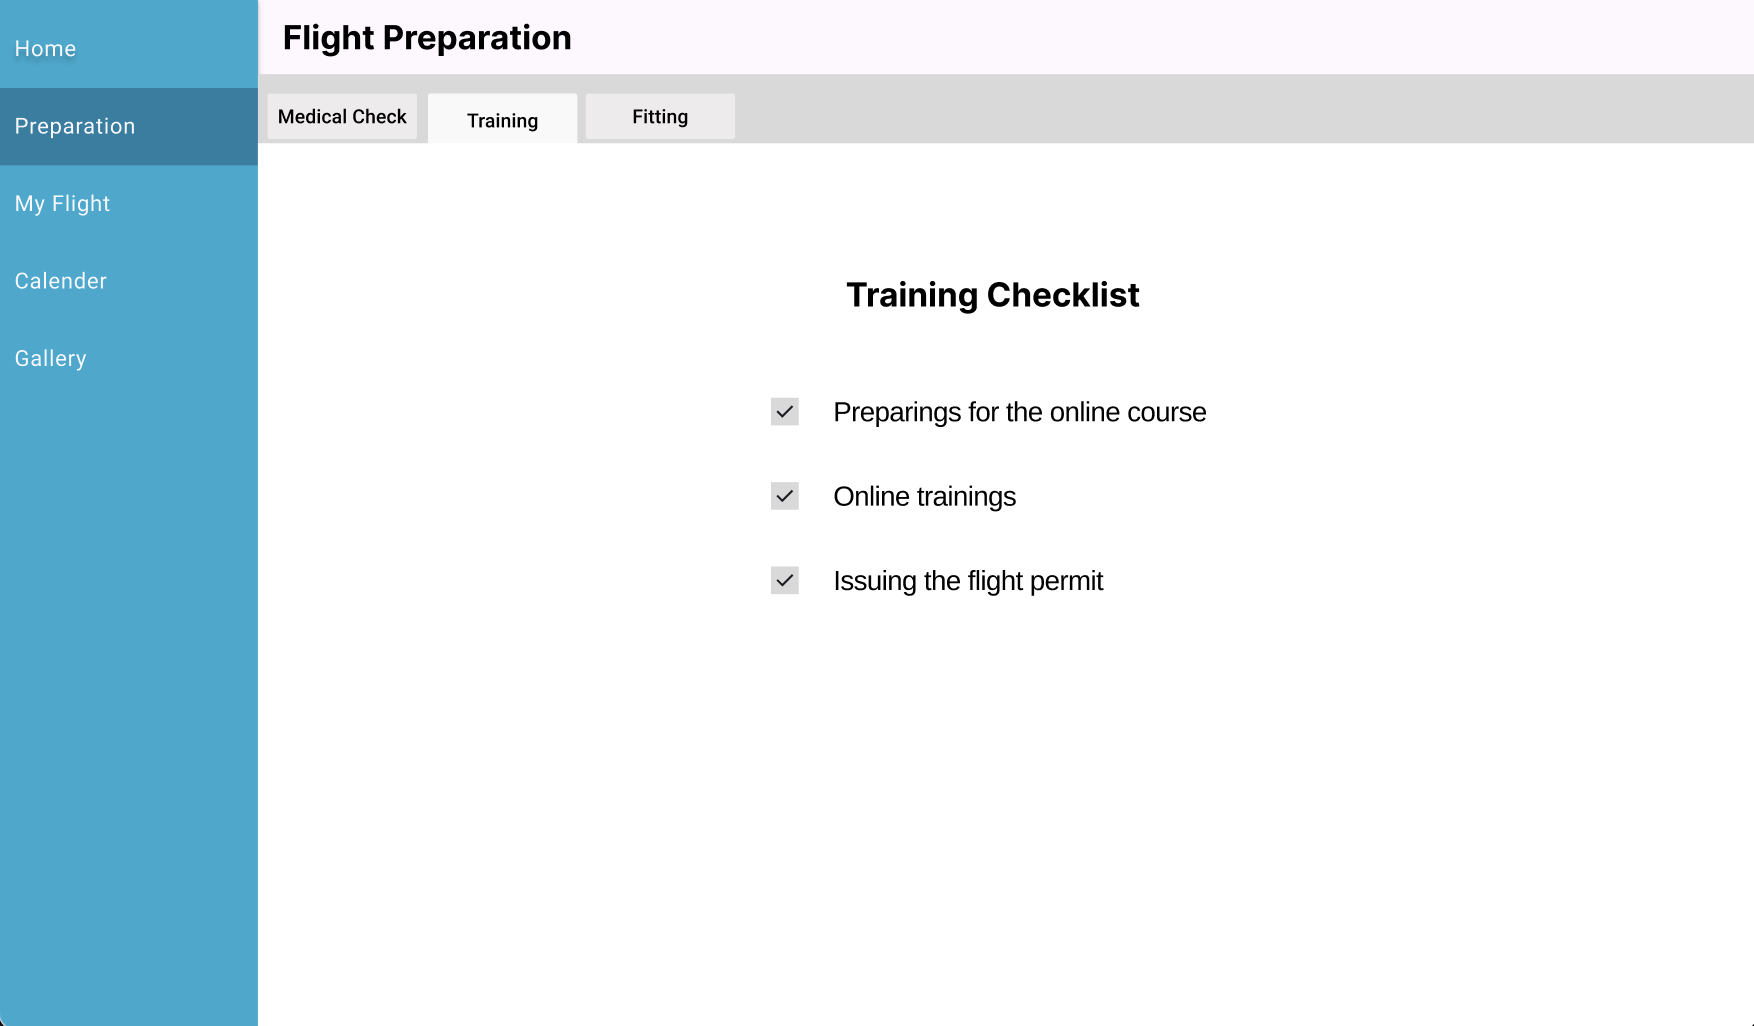 Home
Preparation
My Flight
Calender
Gallery
Flight Preparation
Medical Check
Training
Fitting
Training Checklist
Preparings for the online course
Online trainings
Issuing the flight permit